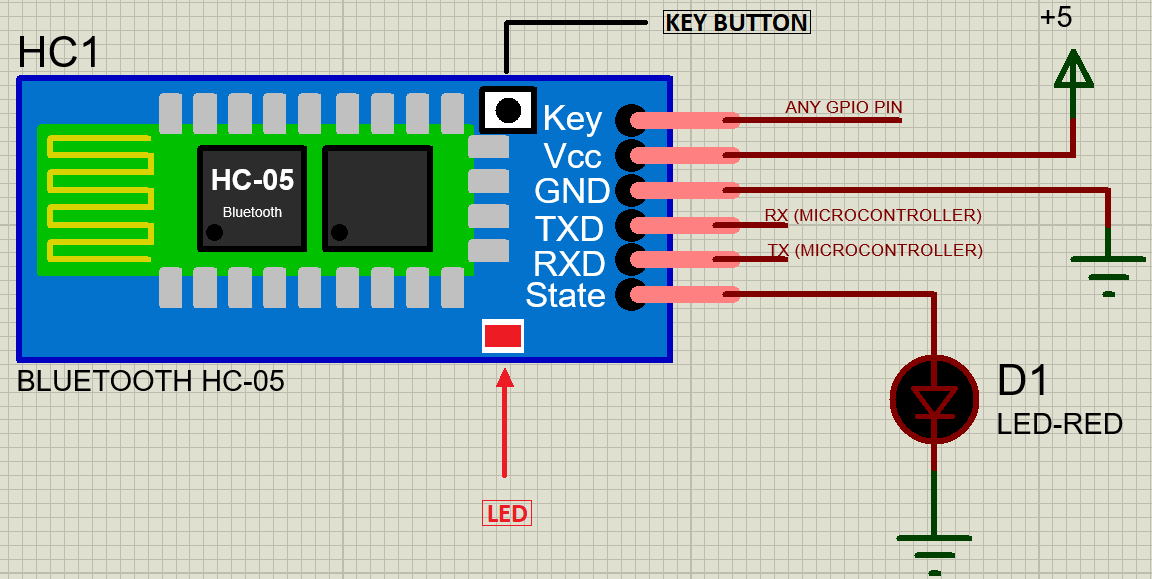 KEY BUTTON
+5
HC1
Key
ANY GPIO PIN
Vcc
GND
HC-05
Bluetooth
TXD
RX (MICROCONTROLLER)
RXD
TX (MICROCONTROLLER)
State
BLUETOOTH HC-05
D1
LED-RED
LED